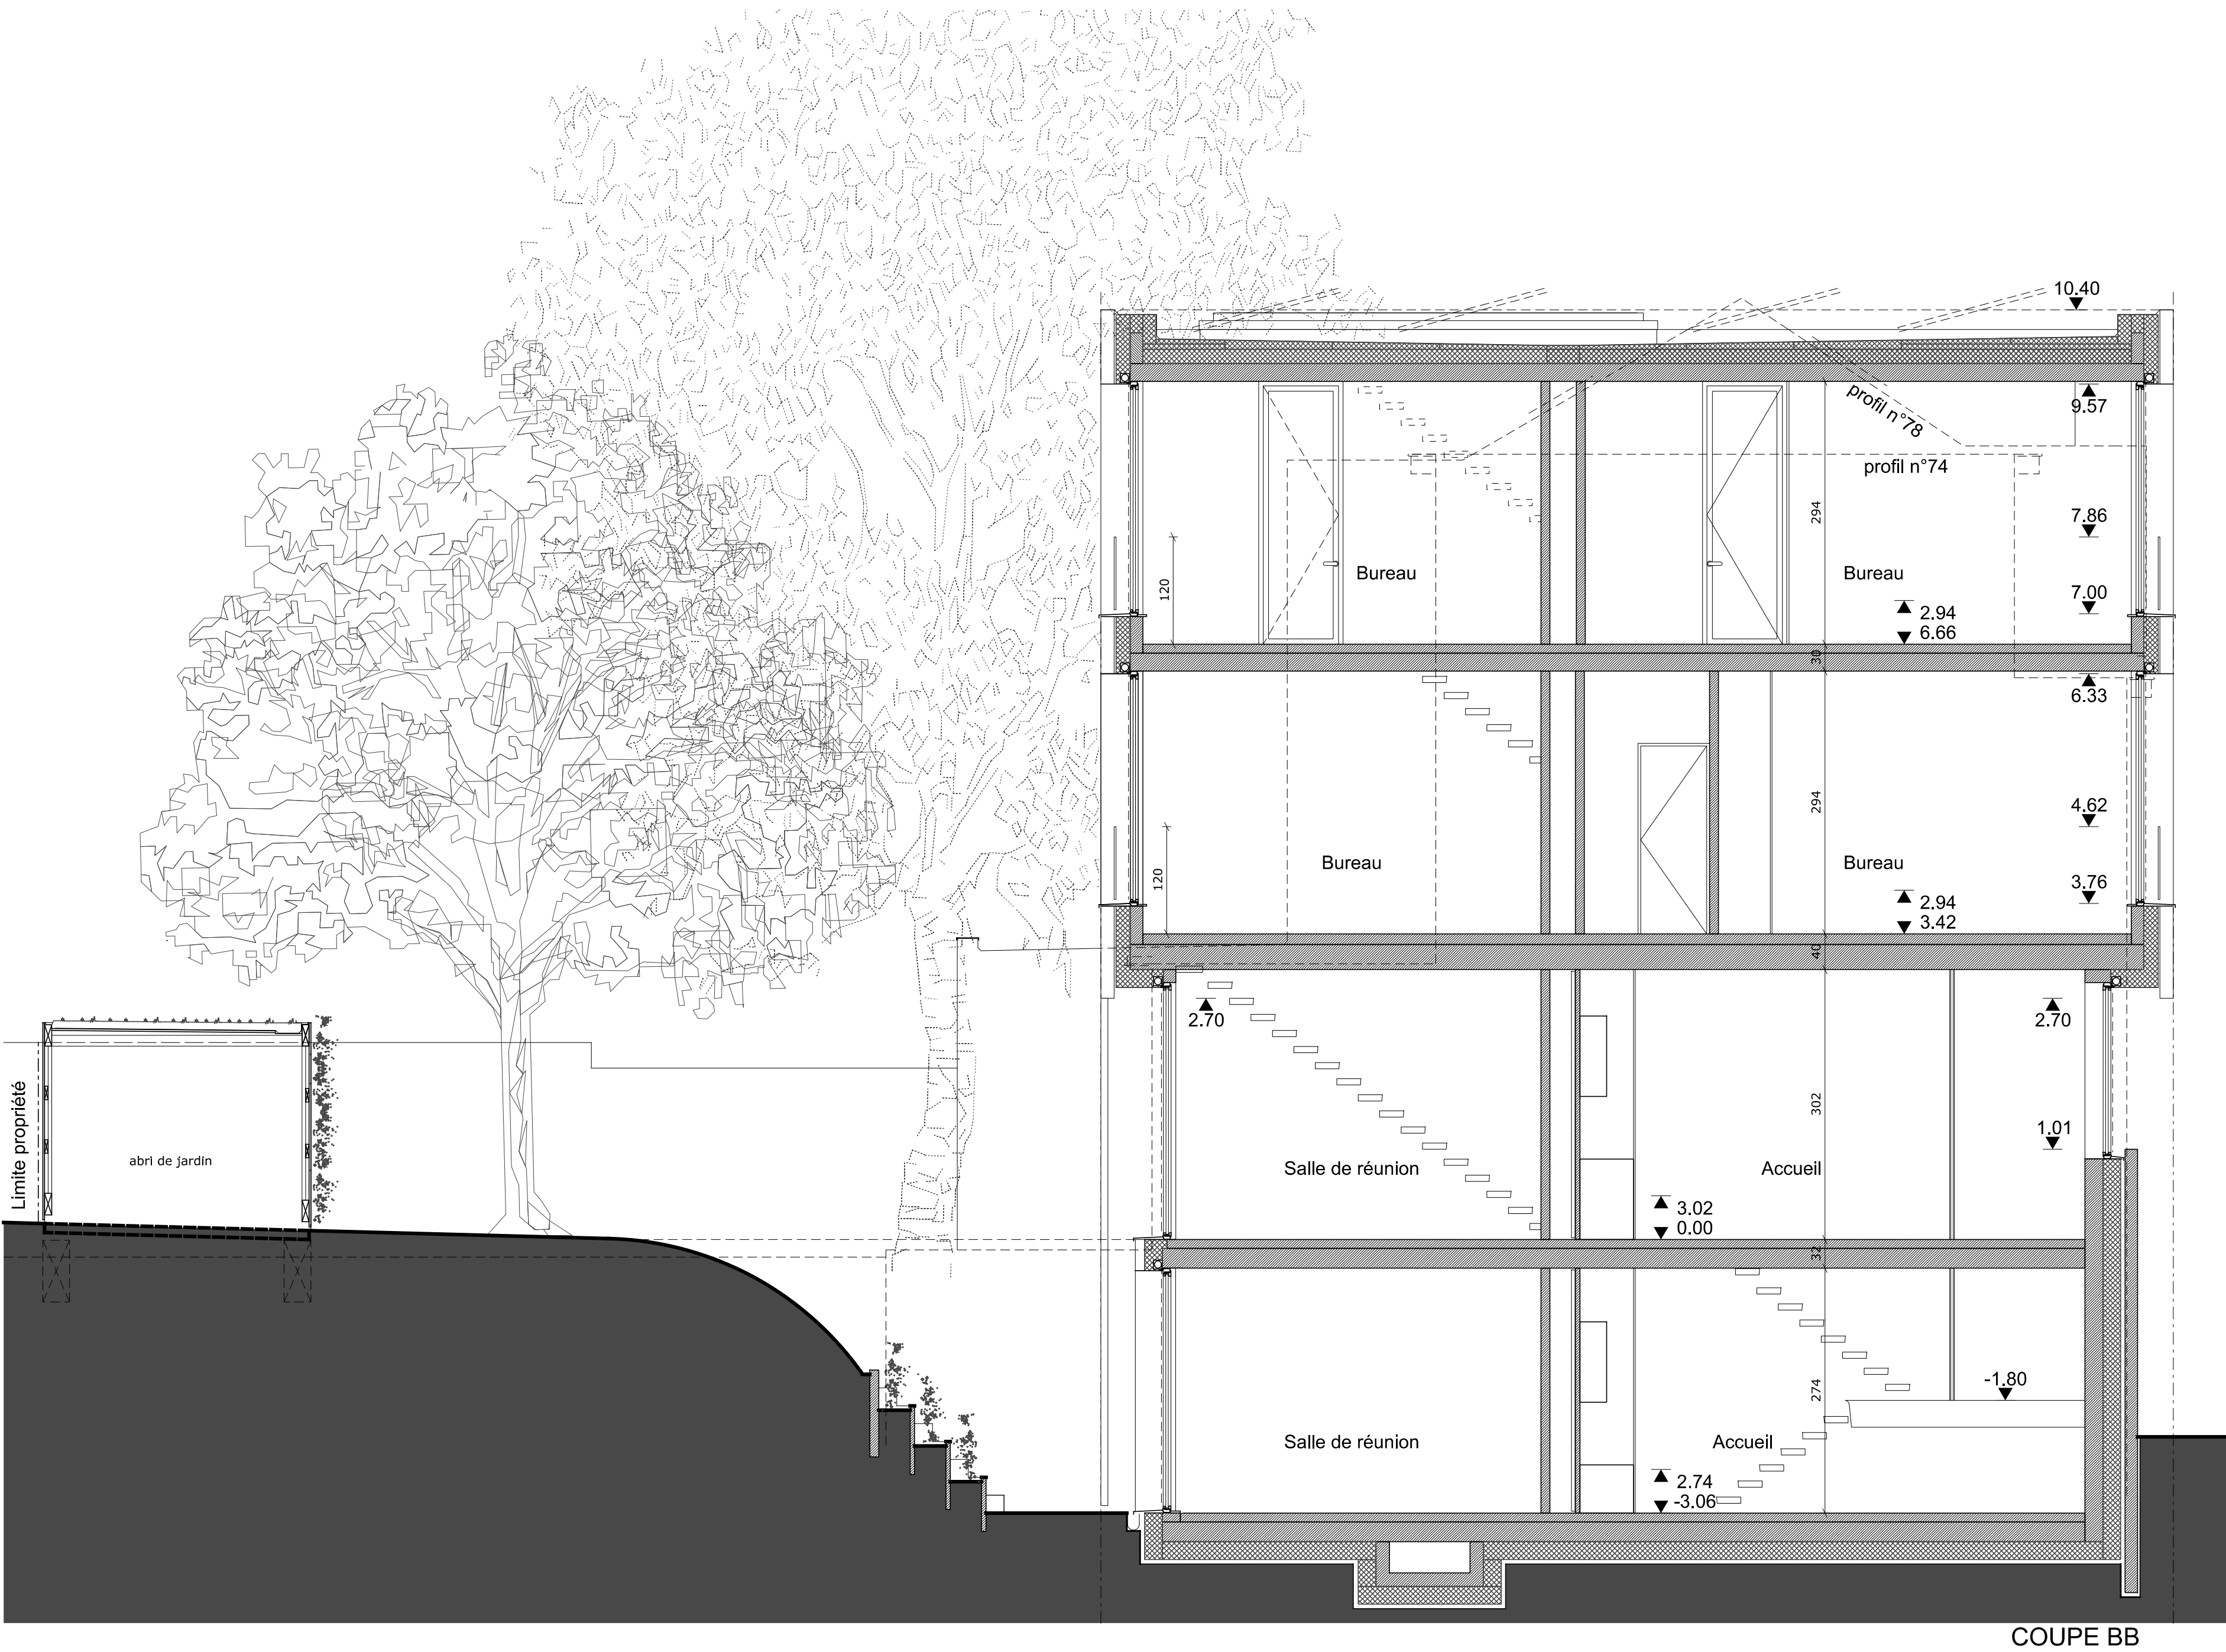 10.40
profil n°78
9.57
profil n°74
294
7.86
120
Bureau
Bureau
7.00
2.94
6.66
30
6.33
294
4.62
120
Bureau
Bureau
3.76
2.94
3.42
40
2.70
2.70
Limite propriété
abri de jardin
302
1.01
Salle de réunion
Accueil
3.02
0.00
32
274
-1.80
Salle de réunion
Accueil
2.74
-3.06
COUPE BB